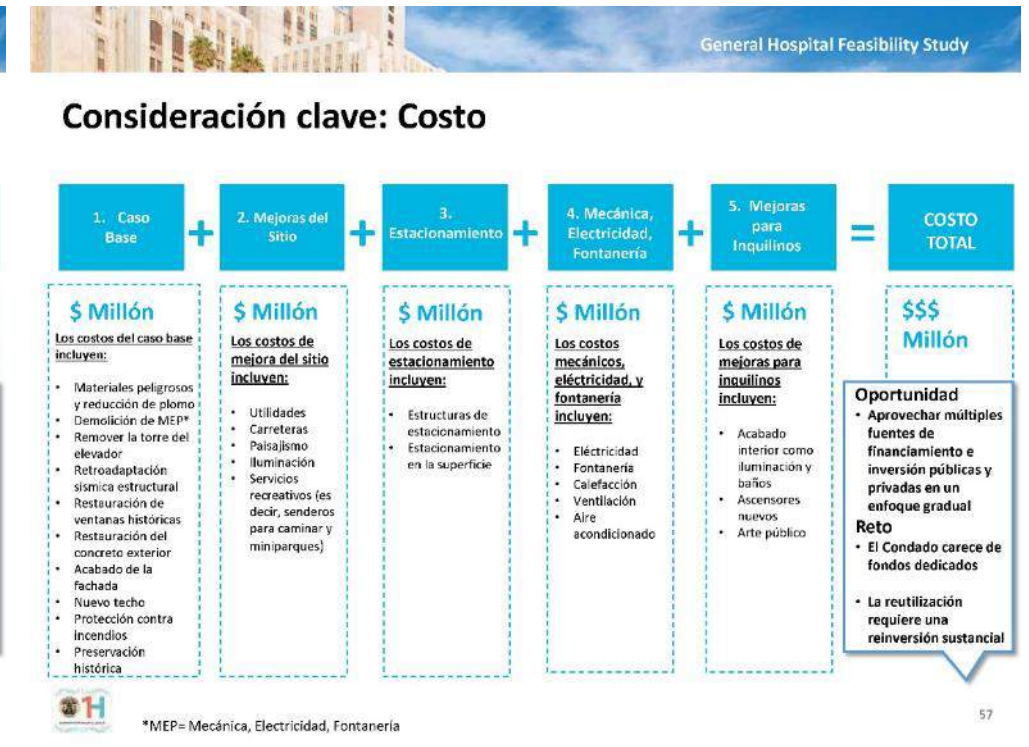 General Hospital Feasibility Study
Consideración clave: Costo
1. Caso
Base
+
2. Mejoras del
Sitio
+
3.
Estacionamiento
+
4. Mecánica,
Electricidad,
Fontanería
+
5. Mejoras
para
Inquilinos
=
COSTO
TOTAL
$ Millón
Los costos del caso base
incluyen:
• Materiales peligrosos
y reducción de plomo
• Demolición de MEP*
• Remover la torre del
elevador
• Retroadaptación
sísmica estructural
• Restauración de
ventanas históricas
• Restauración del
concreto exterior
• Acabado de la
fachada
• Nuevo techo
• Protección contra
incendios
• Preservación
histórica
$ Millón
Los costos de
mejora del sitio
incluyen:
• Utilidades
• Carreteras
• Paisajismo
• Iluminación
• Servicios
recreativos (es
decir, senderos
para caminar y
miniparques)
$ Millón
Los costos de
estacionamiento
incluyen:
• Estructuras de
estacionamiento
• Estacionamiento
en la superficie
$ Millón
Los costos
mecánicos,
eléctricidad, y
fontanería
incluyen:
• Eléctricidad
• Fontanería
• Calefacción
• Ventilación
• Aire
acondicionado
$ Millón
Los costos de
mejoras para
inquilinos
incluyen:
• Acabado
interior como
iluminación y
baños
• Ascensores
nuevos
• Arte público
$$$
Millón
Oportunidad
• Aprovechar múltiples
fuentes de
financiamiento e
inversión públicas y
privadas en un
enfoque gradual
Reto
• El Condado carece de
fondos dedicados
• La reutilización
requiere una
reinversión sustancial
*MEP= Mecánica, Electricidad, Fontanería
57